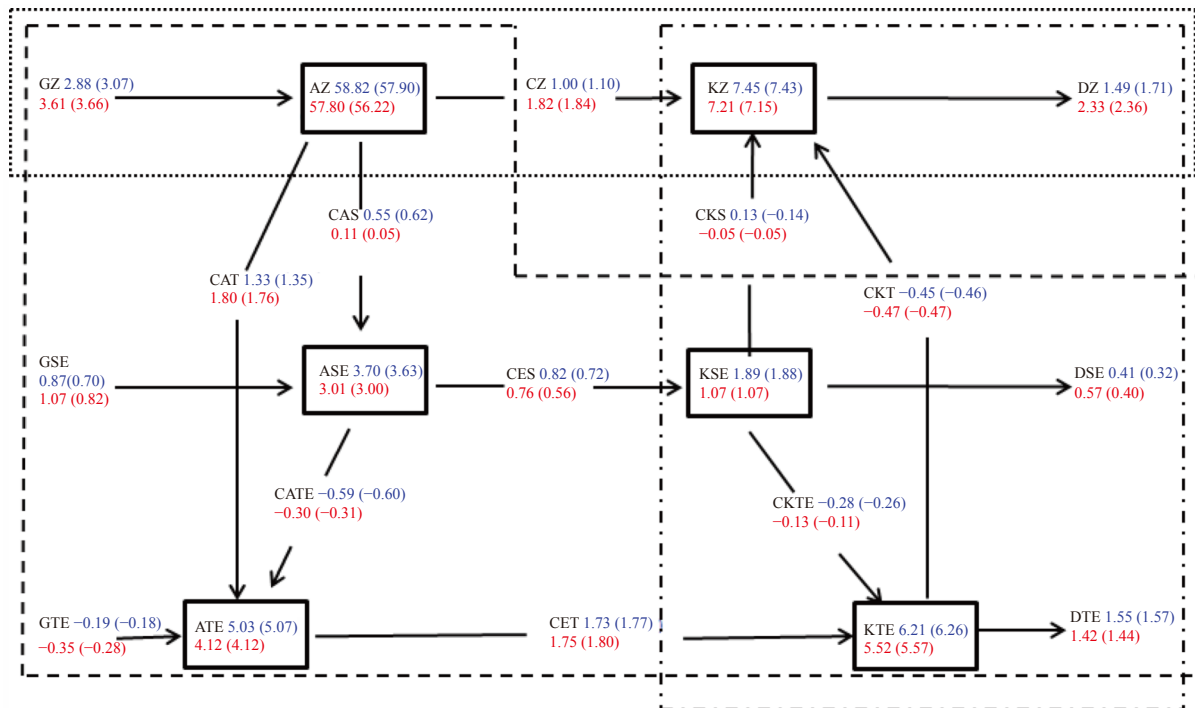 GZ 2.88 (3.07)
3.61 (3.66)
AZ 58.82 (57.90)
57.80 (56.22)
CZ 1.00 (1.10)
1.82 (1.84)
KZ 7.45 (7.43)
7.21 (7.15)
DZ 1.49 (1.71)
2.33 (2.36)
CAS 0.55 (0.62)
0.11 (0.05)
CKS 0.13 (−0.14)
−0.05 (−0.05)
CAT 1.33 (1.35)
1.80 (1.76)
CKT −0.45 (−0.46)
−0.47 (−0.47)
GSE
0.87(0.70)
1.07 (0.82)
ASE 3.70 (3.63)
3.01 (3.00)
CES 0.82 (0.72)
0.76 (0.56)
KSE 1.89 (1.88)
1.07 (1.07)
DSE 0.41 (0.32)
0.57 (0.40)
CATE −0.59 (−0.60)
−0.30 (−0.31)
CKTE −0.28 (−0.26)
−0.13 (−0.11)
GTE −0.19 (−0.18)
−0.35 (−0.28)
ATE 5.03 (5.07)
4.12 (4.12)
CET 1.73 (1.77)
1.75 (1.80)
KTE 6.21 (6.26)
5.52 (5.57)
DTE 1.55 (1.57)
1.42 (1.44)